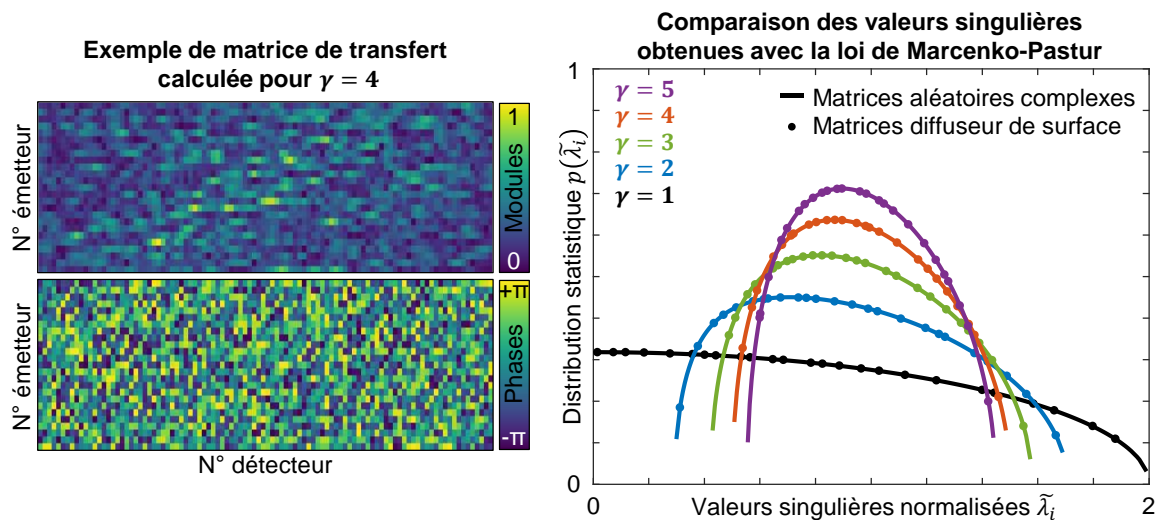 Exemple de matrice de transfert
calculée pour γ = 4
N° émetteur
1
Modules
0
N° émetteur
+π
Phases
-π
N° détecteur
Comparaison des valeurs singulières
obtenues avec la loi de Marcenko-Pastur
Distribution statistique p(λ̃ᵢ)
1
0
γ = 5
γ = 4
γ = 3
γ = 2
γ = 1
Matrices aléatoires complexes
Matrices diffuseur de surface
0
2
Valeurs singulières normalisées λ̃ᵢ